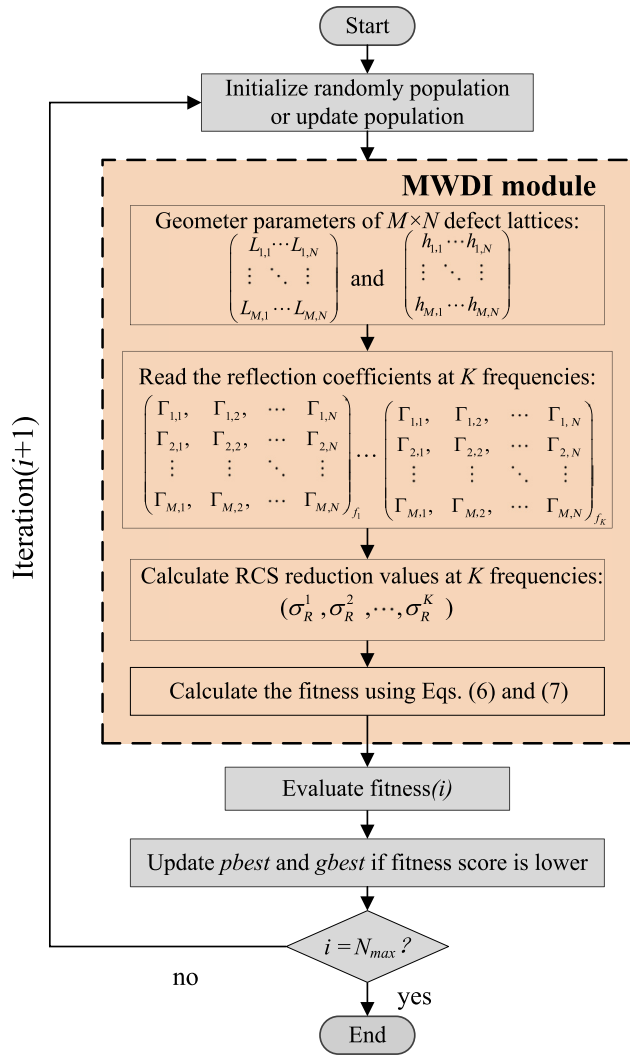 Start
Initialize randomly population
or update population
MWDI module
Geometer parameters of M×N defect lattices:
(L1,1 ⋯ L1,N ⋮ ⋱ ⋮ LM,1 ⋯ LM,N) and (h1,1 ⋯ h1,N ⋮ ⋱ ⋮ hM,1 ⋯ hM,N)
Read the reflection coefficients at K frequencies:
Γ1,1, Γ1,2, ⋯ Γ1,N Γ1,1, Γ1,2, ⋯ Γ1,N
Γ2,1, Γ2,2, ⋯ Γ2,N ⋯ Γ2,1, Γ2,2, ⋯ Γ2,N
⋮ ⋮ ⋱ ⋮ ⋮ ⋮ ⋱ ⋮
ΓM,1, ΓM,2, ⋯ ΓM,N f1 ΓM,1, ΓM,2, ⋯ ΓM,N fK
Calculate RCS reduction values at K frequencies:
(σ_R^1 ,σ_R^2 ,⋯,σ_R^K )
Calculate the fitness using Eqs. (6) and (7)
Evaluate fitness(i)
Update pbest and gbest if fitness score is lower
i = Nmax ?
no
yes
End
Iteration(i+1)